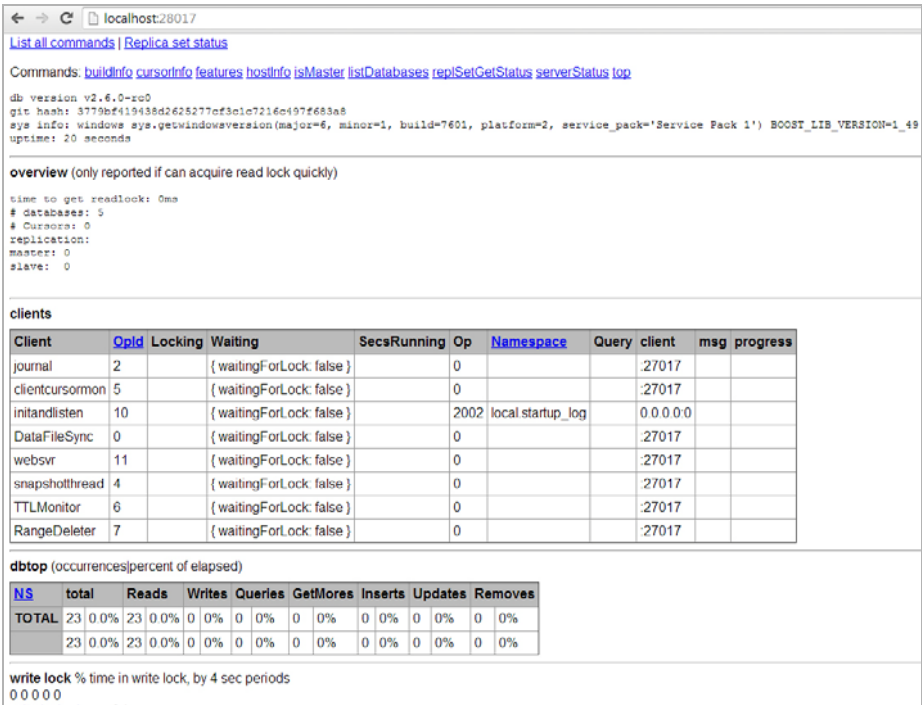 localhost:28017
List all commands | Replica set status
Commands: buildInfo cursorInfo features hostInfo isMaster listDatabases replSetGetStatus serverStatus top
db version v2.6.0-rc0
git hash: 3779bf419438d2625277cf3c1c7216c497f683a8
sys info: windows sys.getwindowsversion(major=6, minor=1, build=7601, platform=2, service_pack='Service Pack 1') BOOST_LIB_VERSION=1_49
uptime: 20 seconds
overview (only reported if can acquire read lock quickly)
time to get readlock: 0ms
# databases: 5
# Cursors: 0
replication:
master: 0
slave: 0
clients
Client OpId Locking Waiting SecsRunning Op Namespace Query client msg progress
journal 2 { waitingForLock: false } 0 :27017
clientcursormon 5 { waitingForLock: false } 0 :27017
initandlisten 10 { waitingForLock: false } 2002 local.startup_log 0.0.0.0:0
DataFileSync 0 { waitingForLock: false } 0 :27017
websvr 11 { waitingForLock: false } 0 :27017
snapshotthread 4 { waitingForLock: false } 0 :27017
TTLMonitor 6 { waitingForLock: false } 0 :27017
RangeDeleter 7 { waitingForLock: false } 0 :27017
dbtop (occurrences|percent of elapsed)
NS total Reads Writes Queries GetMores Inserts Updates Removes
TOTAL 23 0.0% 23 0.0% 0 0% 0 0% 0 0% 0 0% 0 0% 0 0%
23 0.0% 23 0.0% 0 0% 0 0% 0 0% 0 0% 0 0% 0 0%
write lock % time in write lock, by 4 sec periods
0 0 0 0 0